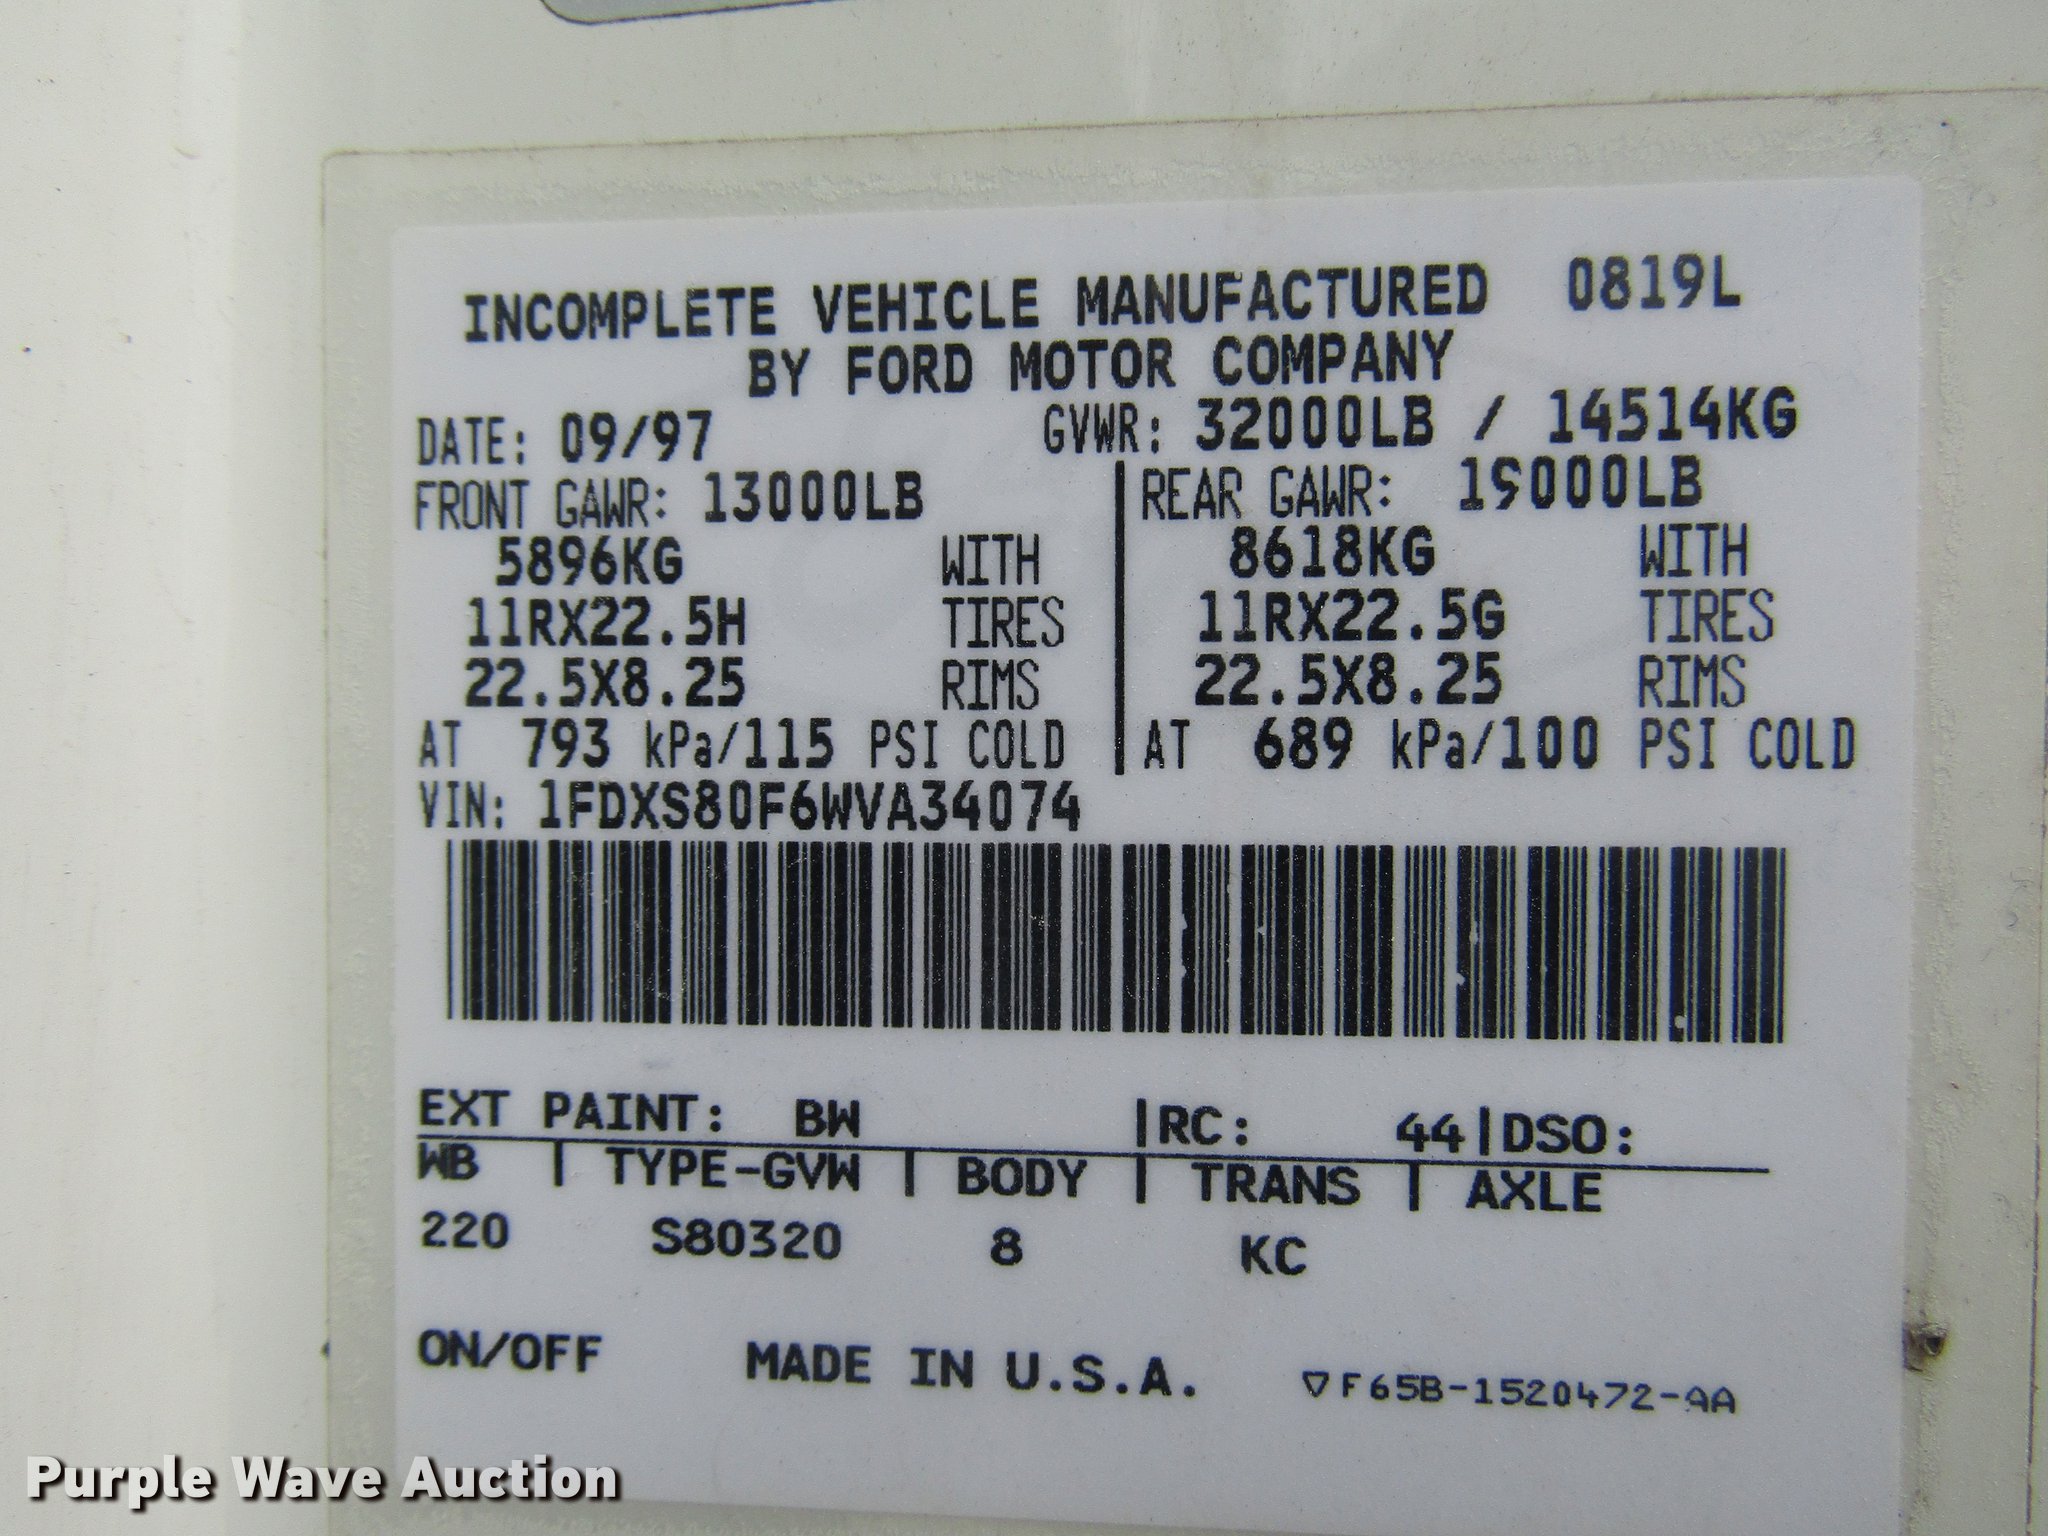 INCOMPLETE VEHICLE MANUFACTURED 0819L
BY FORD MOTOR COMPANY
DATE: 09/97 GVWR: 32000LB / 14514KG
FRONT GAWR: 13000LB REAR GAWR: 19000LB
5896KG WITH 8618KG WITH
11RX22.5H TIRES 11RX22.5G TIRES
22.5X8.25 RIMS 22.5X8.25 RIMS
AT 793 kPa/115 PSI COLD AT 689 kPa/100 PSI COLD
VIN: 1FDXS80F6WVA34074
EXT PAINT: BW |RC: 44|DSO:
WB | TYPE-GVW | BODY | TRANS | AXLE
220 S80320 8 KC
ON/OFF MADE IN U.S.A. ▽F65B-1520472-AA
Purple Wave Auction